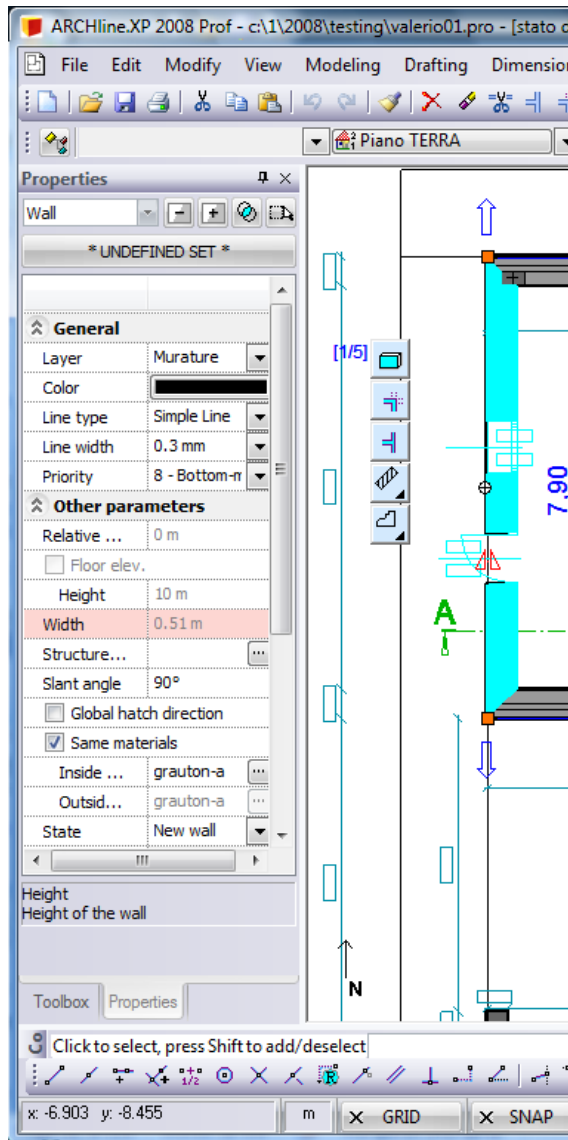 ARCHline.XP 2008 Prof - c:\1\2008\testing\valerio01.pro - [stato d
File Edit Modify View Modeling Drafting Dimension
Piano TERRA
Properties
Wall
* UNDEFINED SET *
General
Layer Murature
Color
Line type Simple Line
Line width 0.3 mm
Priority 8 - Bottom-m
Other parameters
Relative ... 0 m
Floor elev.
Height 10 m
Width 0.51 m
Structure... ...
Slant angle 90°
Global hatch direction
Same materials
Inside ... grauton-a ...
Outsid... grauton-a ...
State New wall
[1/5]
7,90
A
N
Height
Height of the wall
Toolbox Properties
Click to select, press Shift to add/deselect
1/2 R
x: -6.903 y: -8.455 m X GRID X SNAP